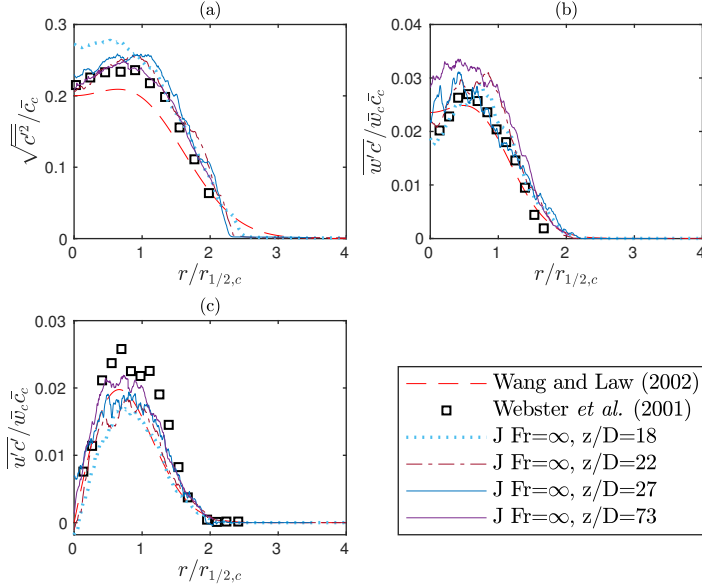 (a)
0.3
0.2
0.1
0
0 1 2 3 4
r/r_{1/2,c}
\sqrt{\overline{c'^2}}/\bar{c}_c
(b)
0.04
0.03
0.02
0.01
0.00
0 1 2 3 4
r/r_{1/2,c}
\overline{w'c'}/\bar{w}_c\bar{c}_c
(c)
0.03
0.02
0.01
0
0 1 2 3 4
r/r_{1/2,c}
\overline{u'c'}/\bar{w}_c\bar{c}_c
Wang and Law (2002)
Webster et al. (2001)
J Fr=∞, z/D=18
J Fr=∞, z/D=22
J Fr=∞, z/D=27
J Fr=∞, z/D=73